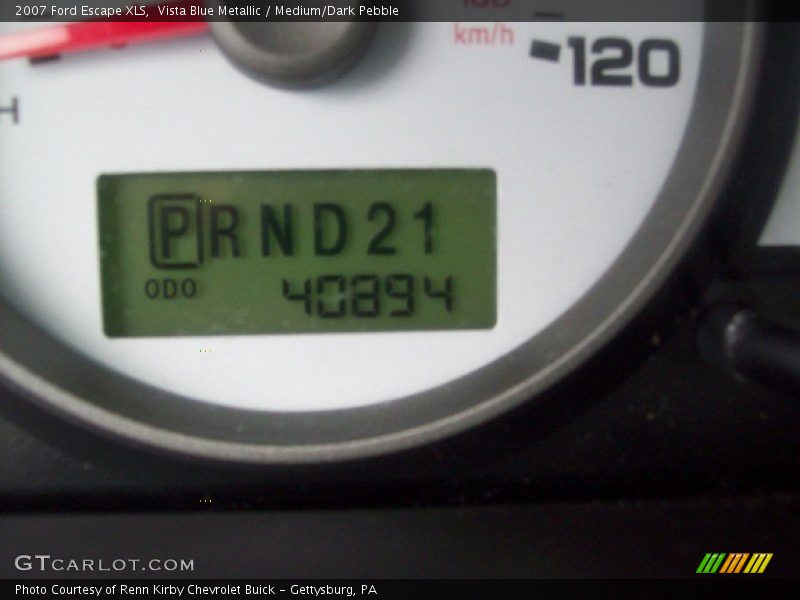 2007 Ford Escape XLS,  Vista Blue Metallic / Medium/Dark Pebble
km/h
120
H
PRND21
ODO 40894
GTCARLOT.COM
Photo Courtesy of Renn Kirby Chevrolet Buick - Gettysburg, PA